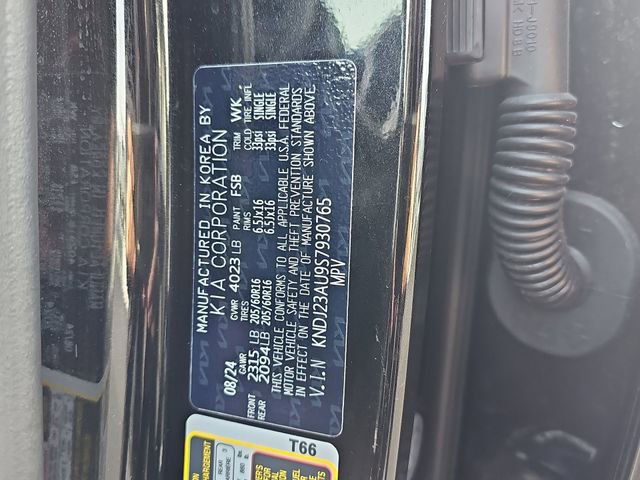 MANUFACTURED IN KOREA BY
KIA CORPORATION
08/24 GVWR 4023 LB PAINT FSB TRIM WK
GAWR TIRES RIMS COLD TIRE INFL
FRONT 2315 LB 205/60R16 6.5JX16 33psi SINGLE
REAR 2094 LB 205/60R16 6.5JX16 33psi SINGLE
THIS VEHICLE CONFORMS TO ALL APPLICABLE U.S.A. FEDERAL
MOTOR VEHICLE SAFETY AND THEFT PREVENTION STANDARDS
IN EFFECT ON THE DATE OF MANUFACTURE SHOWN ABOVE.
V.I.N KNDJ23AU9S7930765
MPV
T66
REAR